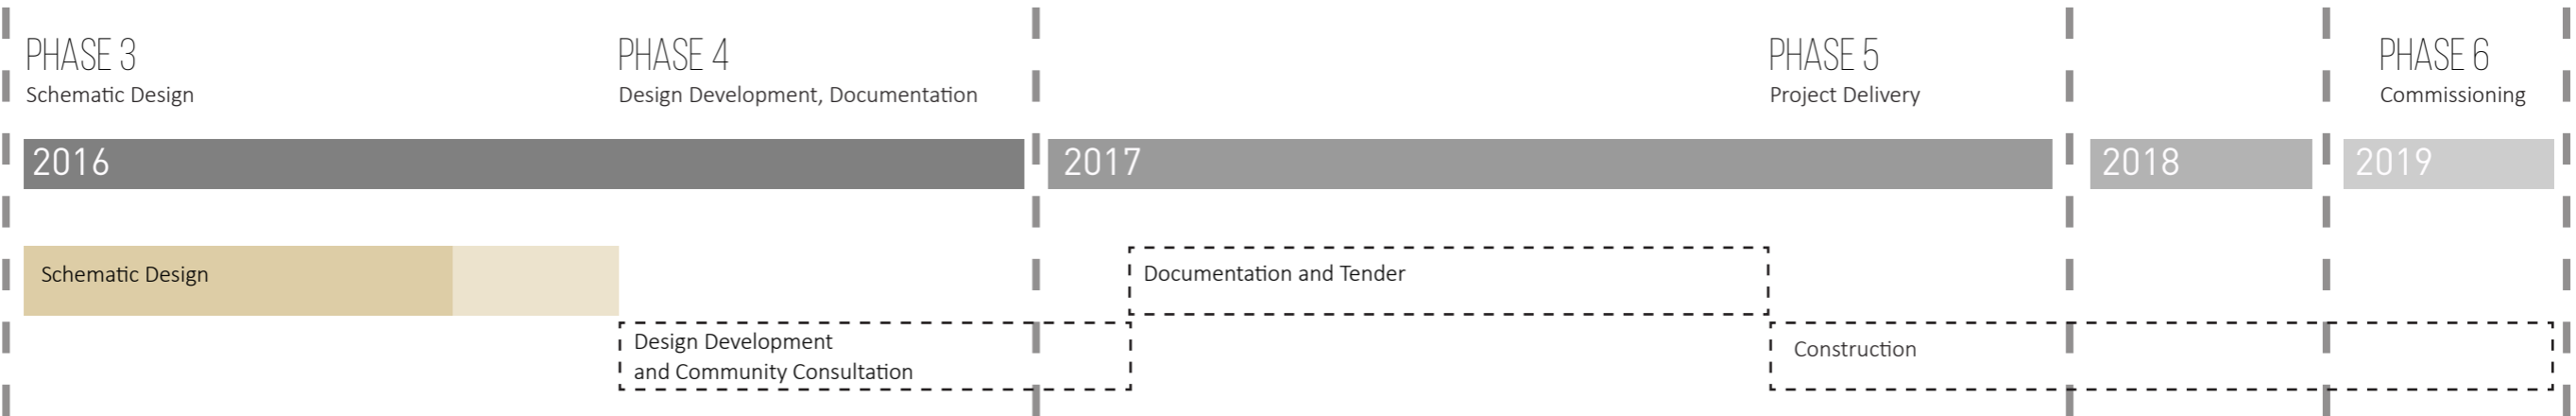 PHASE 3
Schematic Design
PHASE 4
Design Development, Documentation
PHASE 5
Project Delivery
PHASE 6
Commissioning
2016
2017
2018
2019
Schematic Design
Documentation and Tender
Design Development
and Community Consultation
Construction